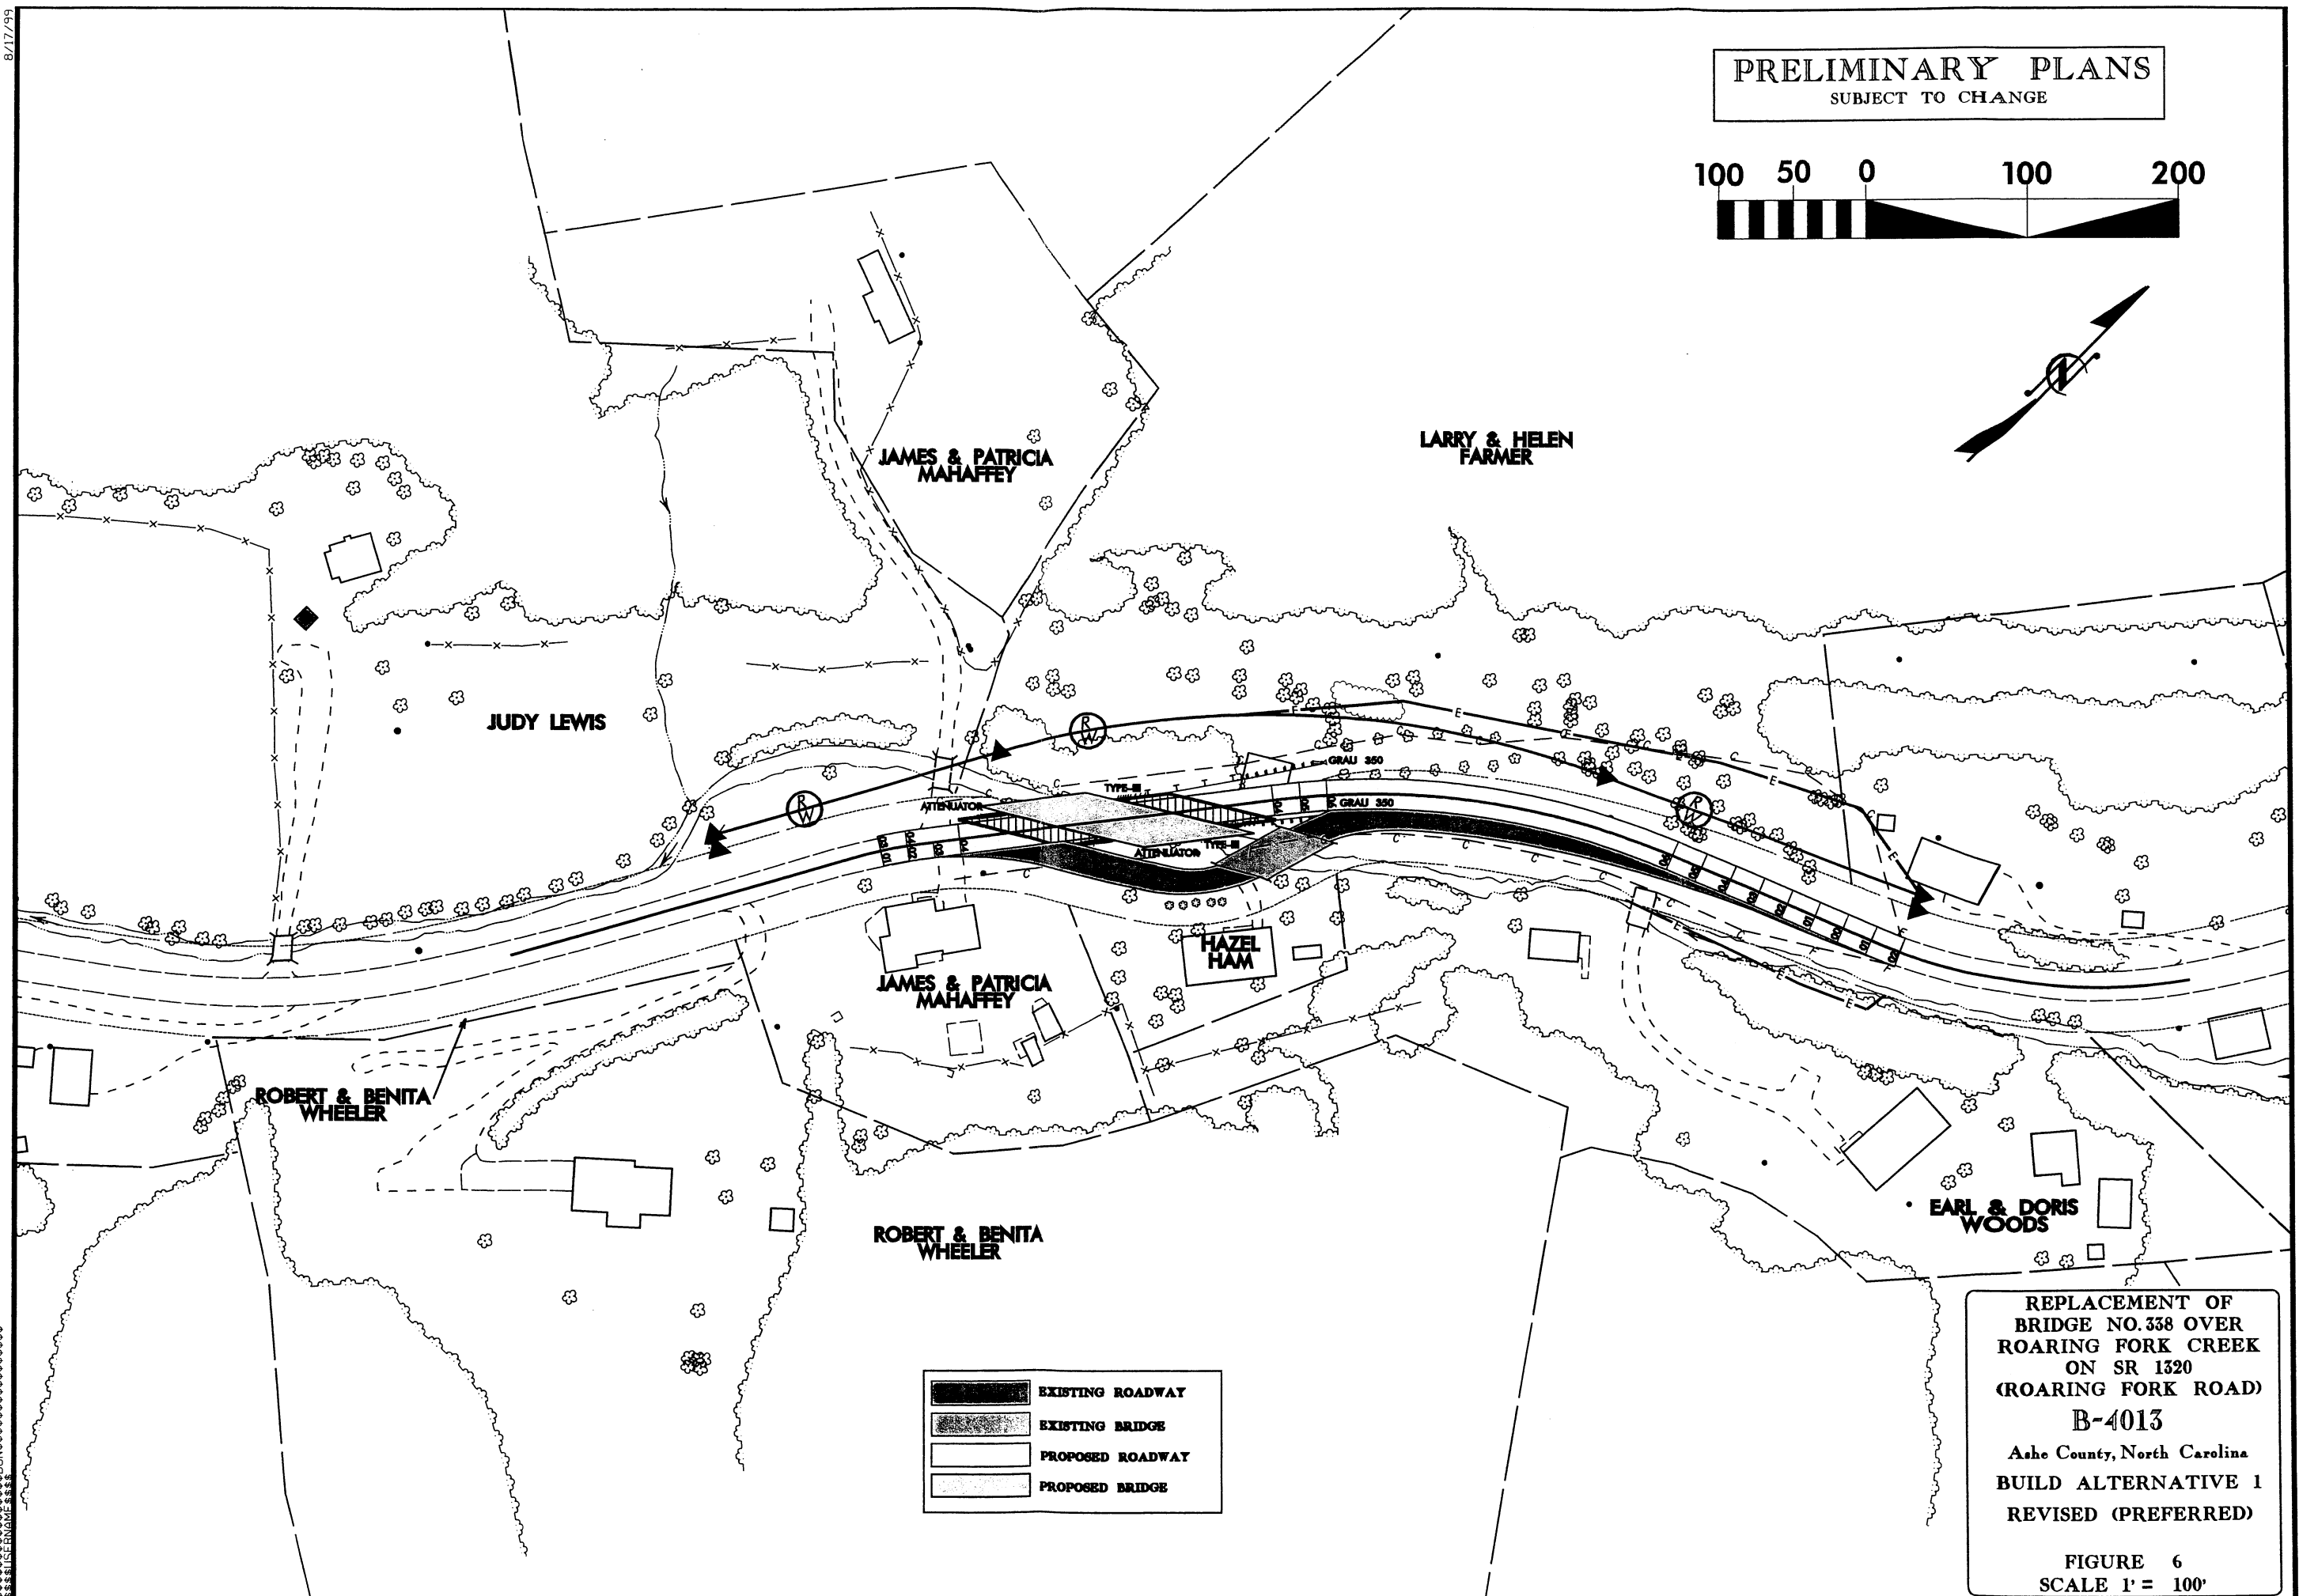 8/17/99
PRELIMINARY PLANS
SUBJECT TO CHANGE
100 50 0 100 200
N
JAMES & PATRICIA
MAHAFFEY
LARRY & HELEN
FARMER
JUDY LEWIS
R/W
R/W
R/W
GRAU 350
TYPE-III
ATTENUATOR
GRAU 350
ATTENUATOR
TYPE-III
HAZEL
HAM
JAMES & PATRICIA
MAHAFFEY
ROBERT & BENITA
WHEELER
ROBERT & BENITA
WHEELER
EARL & DORIS
WOODS
EXISTING ROADWAY
EXISTING BRIDGE
PROPOSED ROADWAY
PROPOSED BRIDGE
REPLACEMENT OF
BRIDGE NO. 338 OVER
ROARING FORK CREEK
ON SR 1320
(ROARING FORK ROAD)
B-4013
Ashe County, North Carolina
BUILD ALTERNATIVE 1
REVISED (PREFERRED)
FIGURE 6
SCALE 1' = 100'